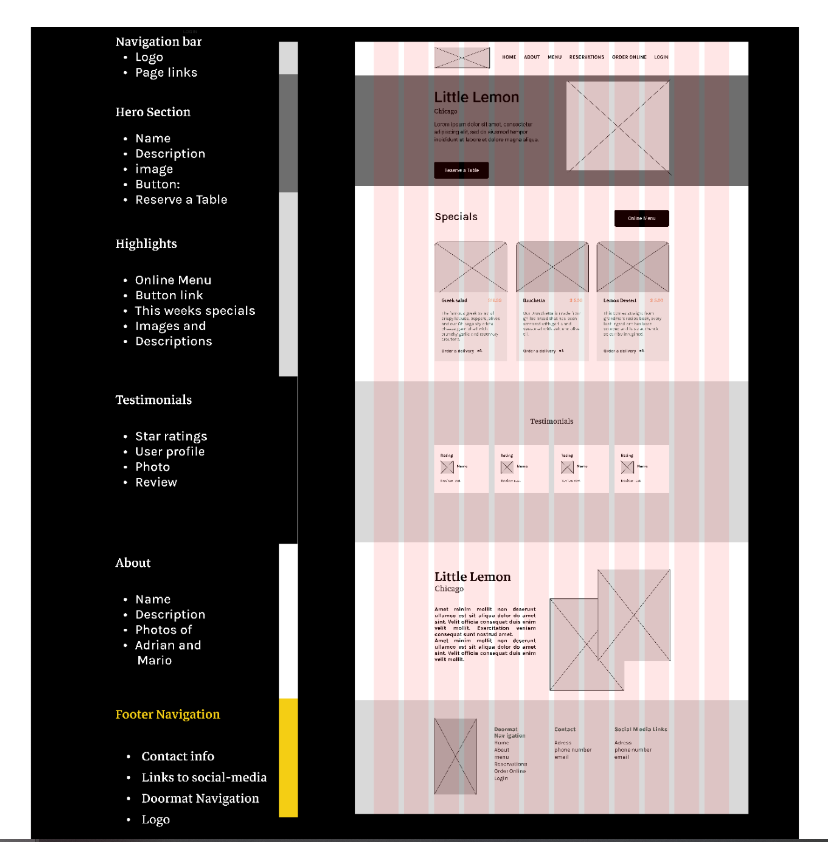 Navigation bar
• Logo
• Page links
Hero Section
• Name
• Description
• image
• Button:
• Reserve a Table
Highlights
• Online Menu
• Button link
• This weeks specials
• Images and
• Descriptions
Testimonials
• Star ratings
• User profile
• Photo
• Review
About
• Name
• Description
• Photos of
• Adrian and
Mario
Footer Navigation
• Contact info
• Links to social-media
• Doormat Navigation
• Logo
HOME ABOUT MENU RESERVATIONS ORDER ONLINE LOGIN
Little Lemon
Chicago
Lorem ipsum dolor sit amet, consectetur
adipiscing elit, sed do eiusmod tempor
incididunt ut labore et dolore magna aliqua.
Reserve a Table
Specials
Online Menu
Greek salad
Order a delivery
Bruchetta
Order a delivery
Lemon Dessert
Order a delivery
Testimonials
Rating
Name
Rating
Name
Rating
Name
Rating
Name
Little Lemon
Chicago
Amet minim mollit non deserunt
ullamco est sit aliqua dolor do amet
sint. Velit officia consequat duis enim
velit mollit. Exercitation veniam
consequat sunt nostrud amet.
Amet minim mollit non deserunt
ullamco est sit aliqua dolor do amet
sint. Velit officia consequat duis enim
velit mollit.
Doormat
Navigation
Home
About
menu
Reservations
Order Online
Login
Contact
Adress
phone number
email
Social Media Links
Adress
phone number
email